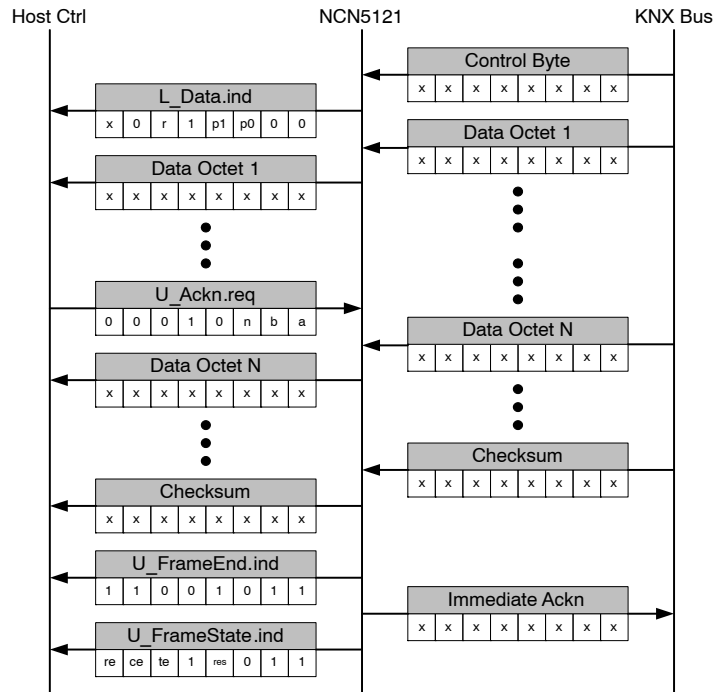 Host Ctrl NCN5121 KNX Bus
Control Byte
x x x x x x x x
L_Data.ind
x 0 r 1 p1 p0 0 0
Data Octet 1
x x x x x x x x
Data Octet 1
x x x x x x x x
U_Ackn.req
0 0 0 1 0 n b a
Data Octet N
x x x x x x x x
Data Octet N
x x x x x x x x
Checksum
x x x x x x x x
Checksum
x x x x x x x x
U_FrameEnd.ind
1 1 0 0 1 0 1 1
Immediate Ackn
x x x x x x x x
U_FrameState.ind
re ce te 1 res 0 1 1